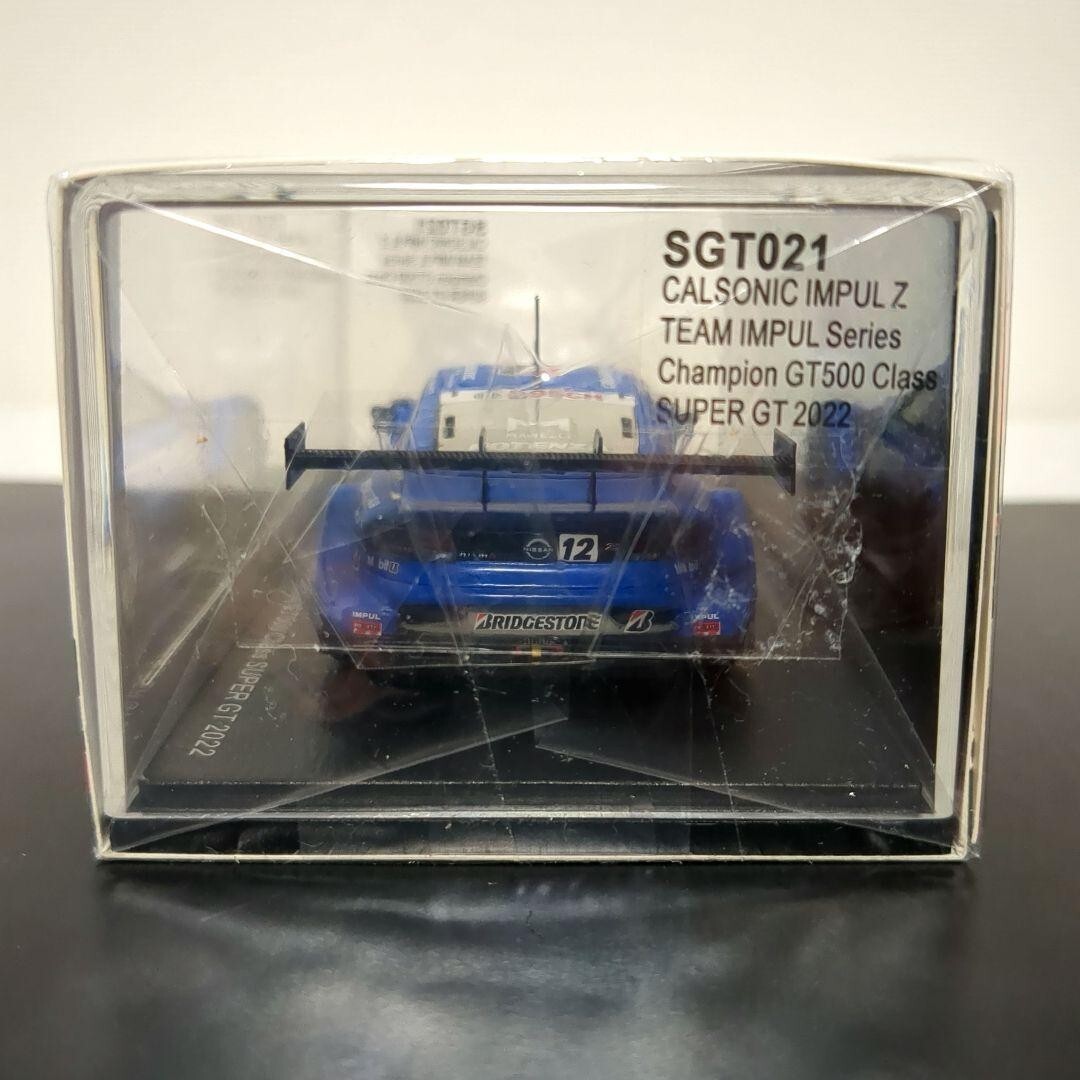 SGT021
CALSONIC IMPUL Z
TEAM IMPUL Series
Champion GT500 Class
SUPER GT 2022
NISSAN 12
BRIDGESTONE
IMPUL
IMPUL
SUPER GT 2022